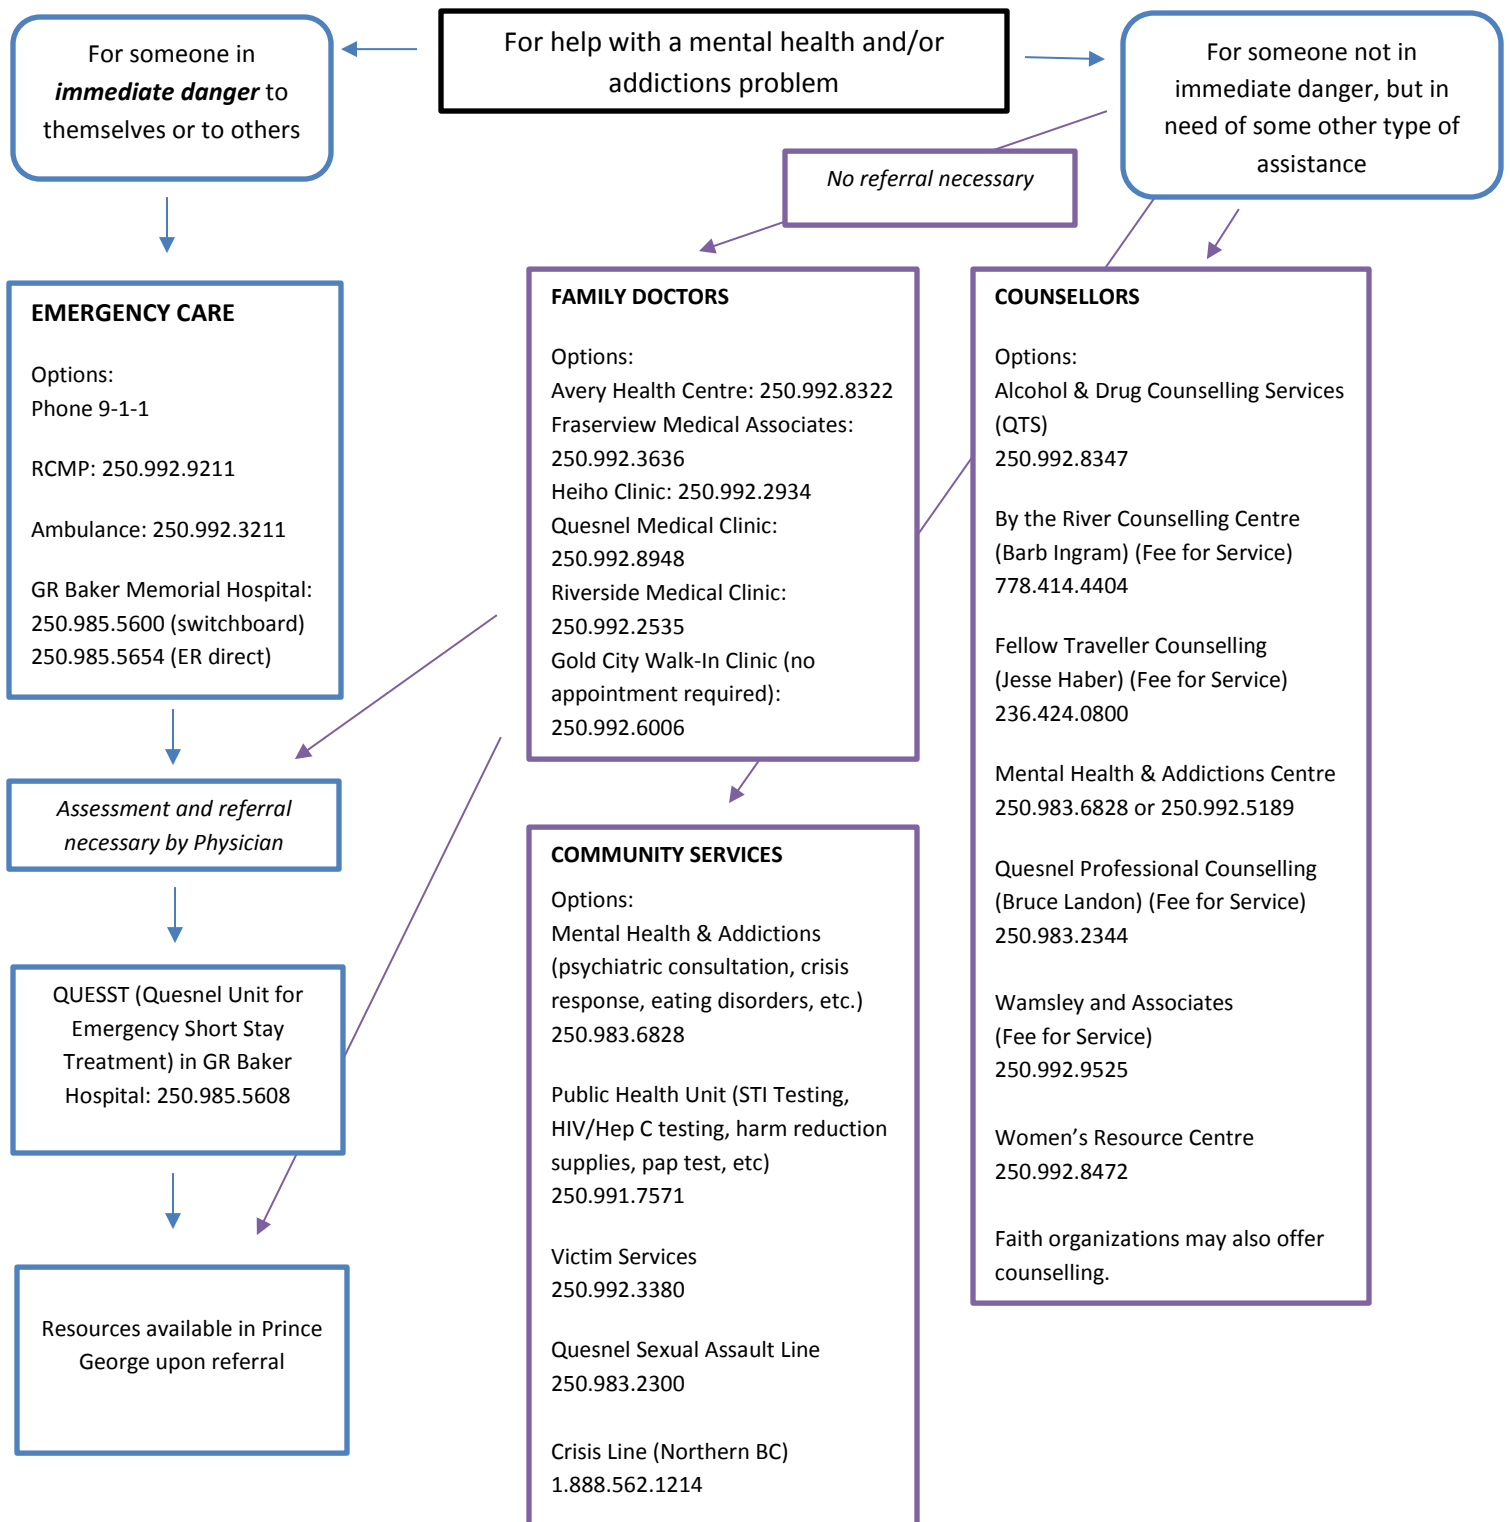 For someone in
immediate danger to
themselves or to others
For help with a mental health and/or
addictions problem
For someone not in
immediate danger, but in
need of some other type of
assistance
No referral necessary
EMERGENCY CARE
Options:
Phone 9-1-1
RCMP: 250.992.9211
Ambulance: 250.992.3211
GR Baker Memorial Hospital:
250.985.5600 (switchboard)
250.985.5654 (ER direct)
Assessment and referral
necessary by Physician
QUESST (Quesnel Unit for
Emergency Short Stay
Treatment) in GR Baker
Hospital: 250.985.5608
Resources available in Prince
George upon referral
FAMILY DOCTORS
Options:
Avery Health Centre: 250.992.8322
Fraserview Medical Associates:
250.992.3636
Heiho Clinic: 250.992.2934
Quesnel Medical Clinic:
250.992.8948
Riverside Medical Clinic:
250.992.2535
Gold City Walk-In Clinic (no
appointment required):
250.992.6006
COMMUNITY SERVICES
Options:
Mental Health & Addictions
(psychiatric consultation, crisis
response, eating disorders, etc.)
250.983.6828
Public Health Unit (STI Testing,
HIV/Hep C testing, harm reduction
supplies, pap test, etc)
250.991.7571
Victim Services
250.992.3380
Quesnel Sexual Assault Line
250.983.2300
Crisis Line (Northern BC)
1.888.562.1214
COUNSELLORS
Options:
Alcohol & Drug Counselling Services
(QTS)
250.992.8347
By the River Counselling Centre
(Barb Ingram) (Fee for Service)
778.414.4404
Fellow Traveller Counselling
(Jesse Haber) (Fee for Service)
236.424.0800
Mental Health & Addictions Centre
250.983.6828 or 250.992.5189
Quesnel Professional Counselling
(Bruce Landon) (Fee for Service)
250.983.2344
Wamsley and Associates
(Fee for Service)
250.992.9525
Women’s Resource Centre
250.992.8472
Faith organizations may also offer
counselling.